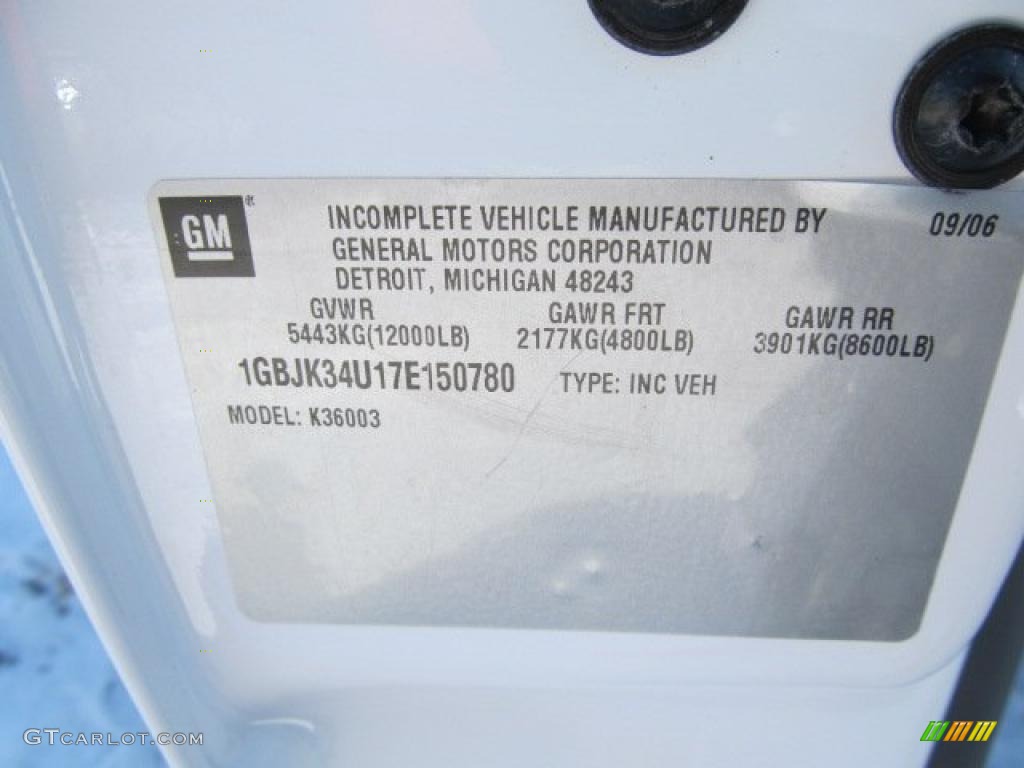 GM
INCOMPLETE VEHICLE MANUFACTURED BY 09/06
GENERAL MOTORS CORPORATION
DETROIT, MICHIGAN 48243
GVWR GAWR FRT GAWR RR
5443KG(12000LB) 2177KG(4800LB) 3901KG(8600LB)
1GBJK34U17E150780 TYPE: INC VEH
MODEL: K36003
GTCARLOT.COM